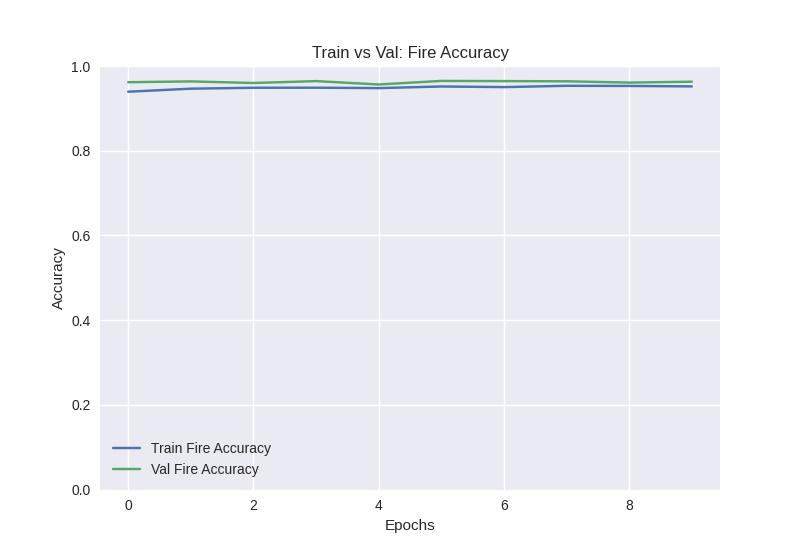 Train vs Val: Fire Accuracy
1.0
0.8
0.6
0.4
0.2
0.0
Accuracy
Train Fire Accuracy
Val Fire Accuracy
0 2 4 6 8
Epochs